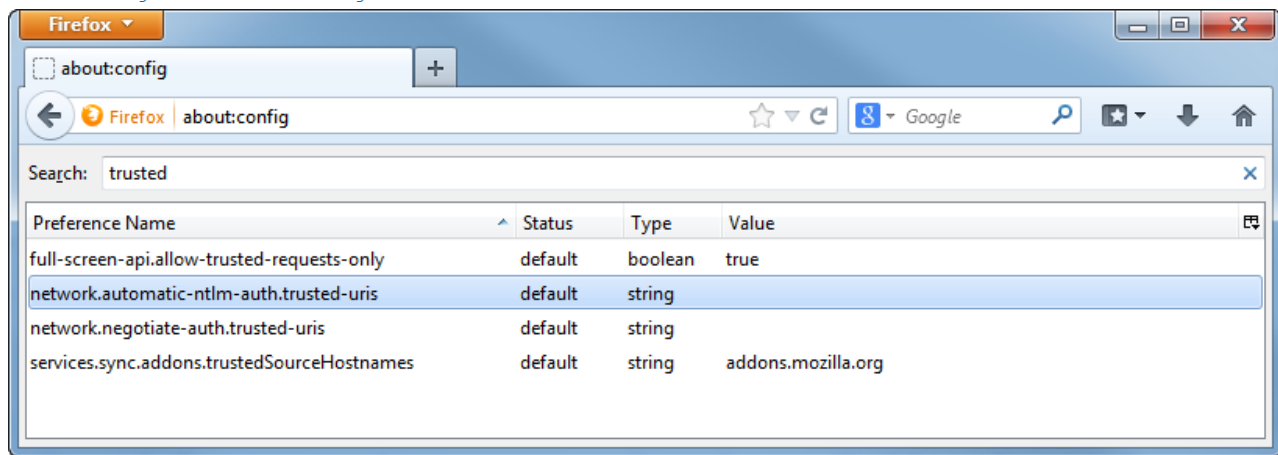 Firefox
about:config
Firefox about:config Google
Search: trusted
Preference Name Status Type Value
full-screen-api.allow-trusted-requests-only default boolean true
network.automatic-ntlm-auth.trusted-uris default string
network.negotiate-auth.trusted-uris default string
services.sync.addons.trustedSourceHostnames default string addons.mozilla.org